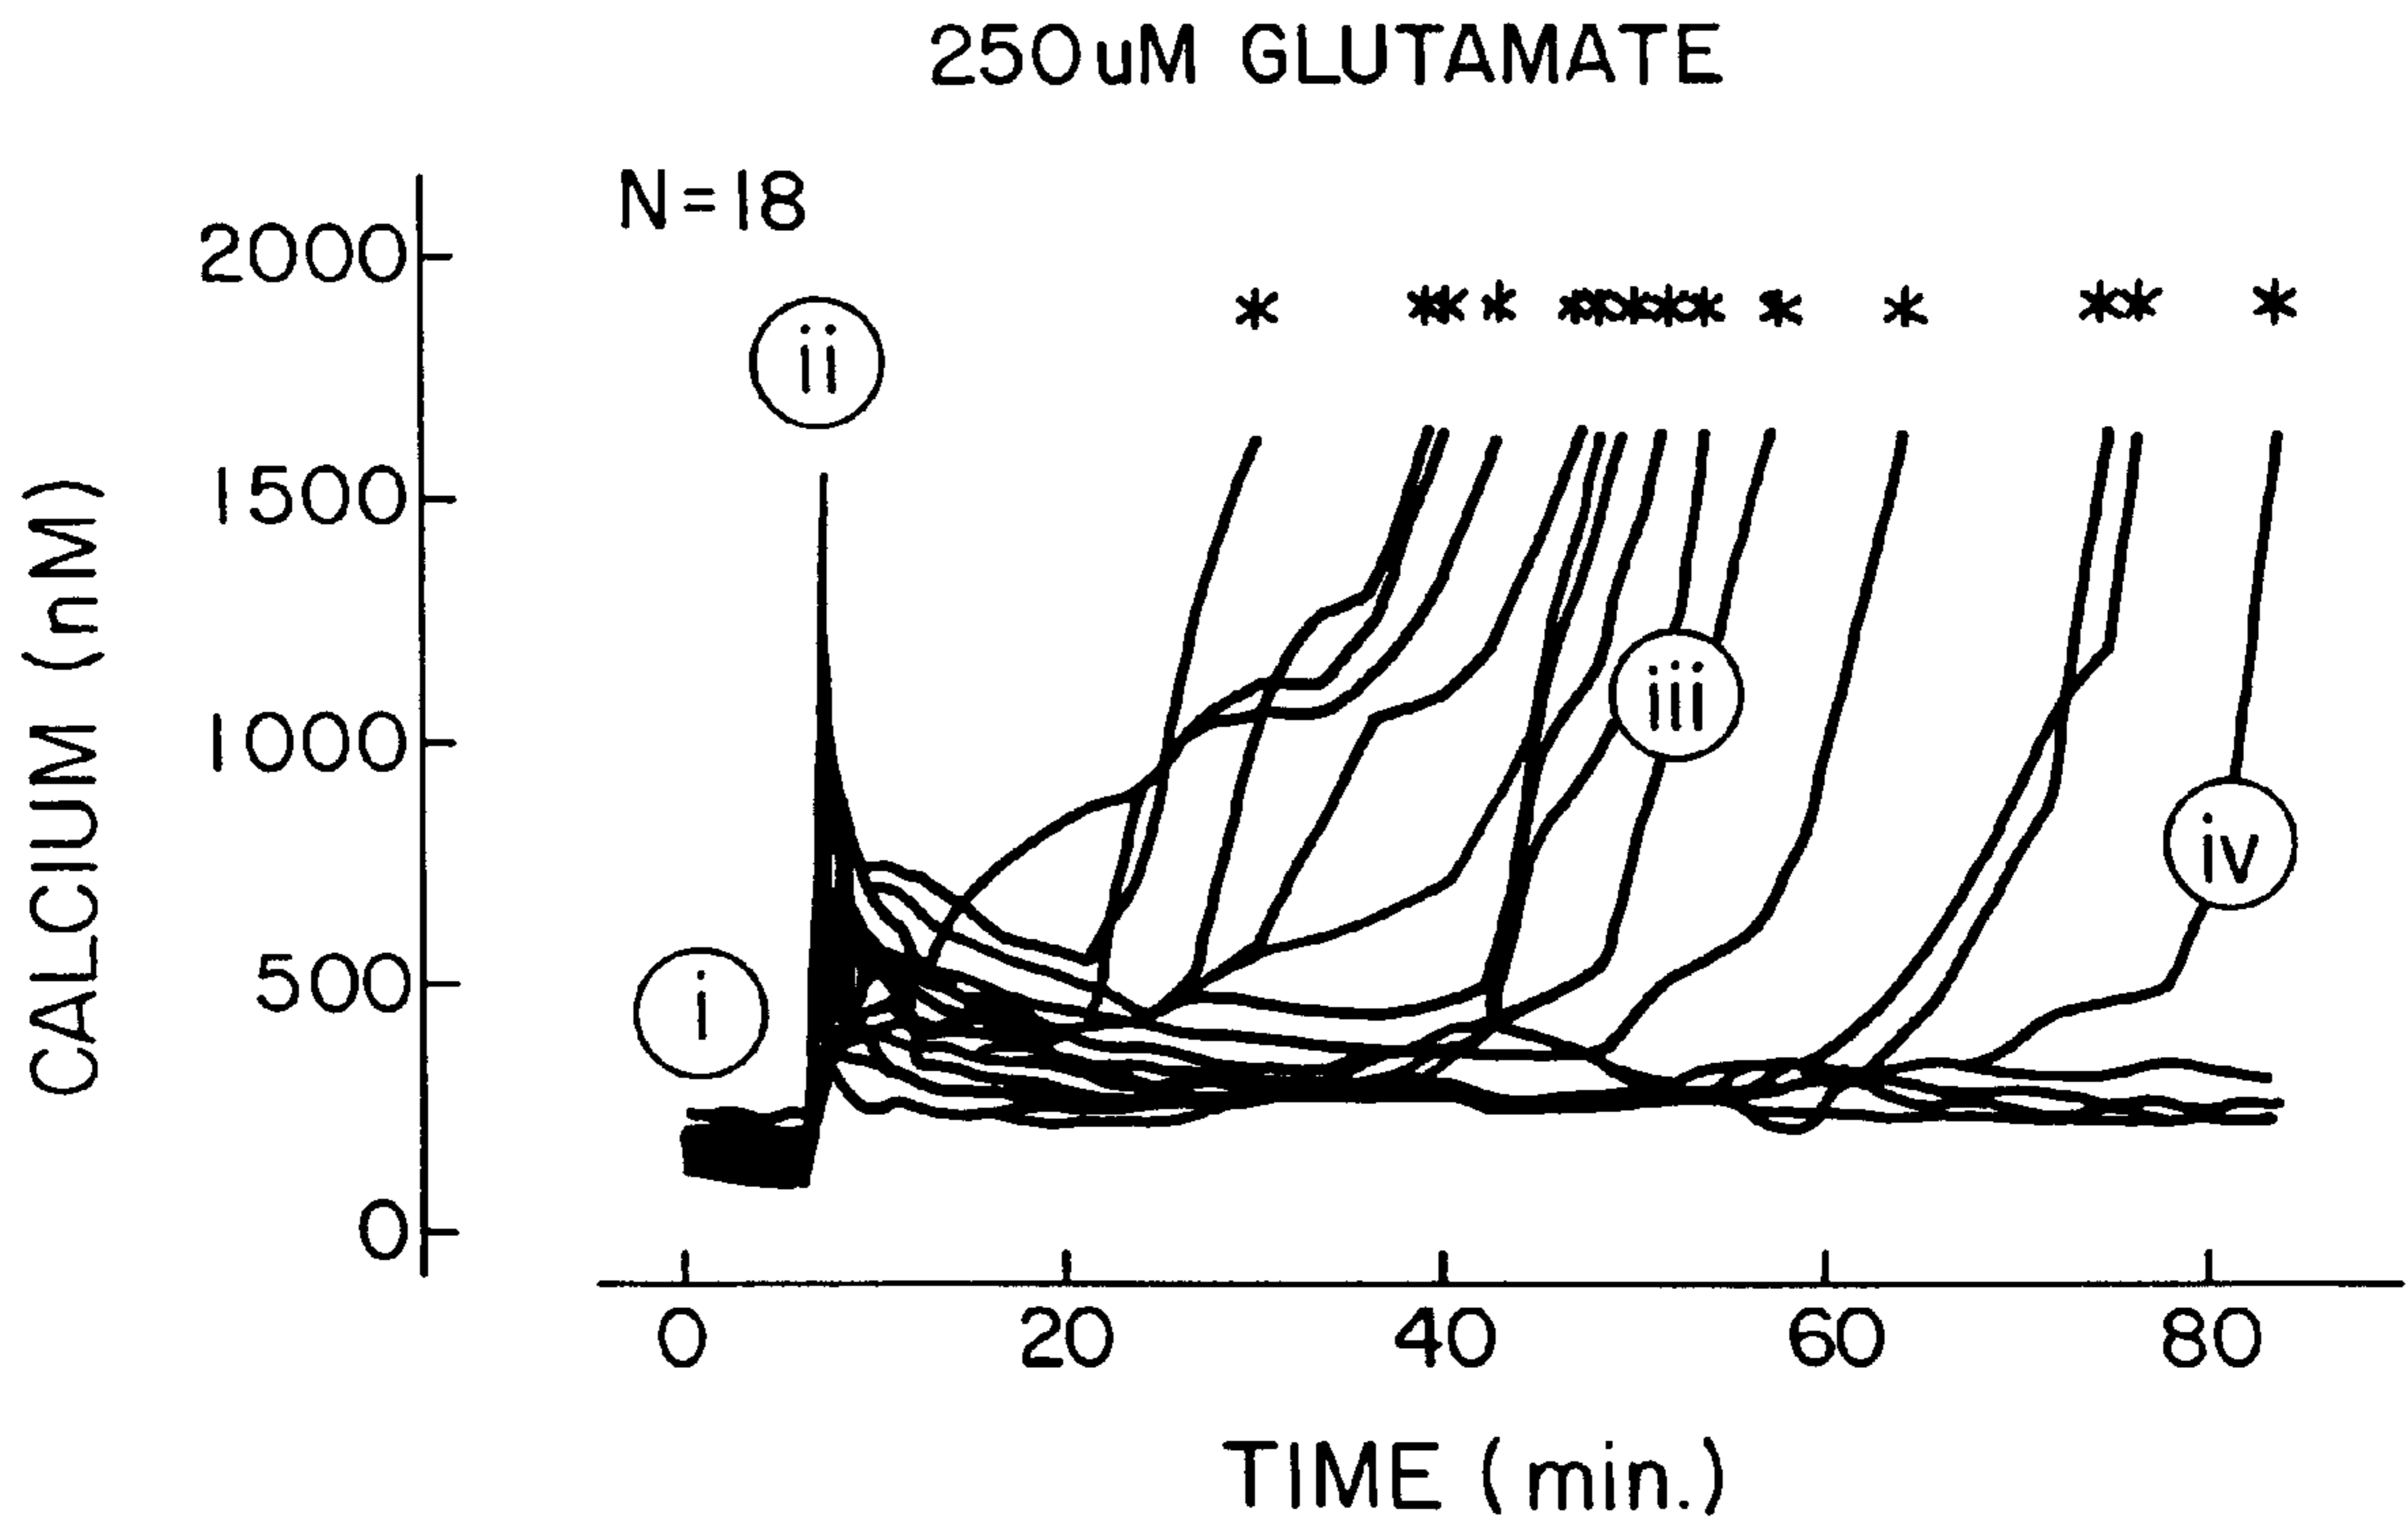 250uM GLUTAMATE
N=18
CALCIUM (nM)
2000
1500
1000
500
0
* ** * ***** * * ** *
ii
i
iii
iv
0 20 40 60 80
TIME (min.)